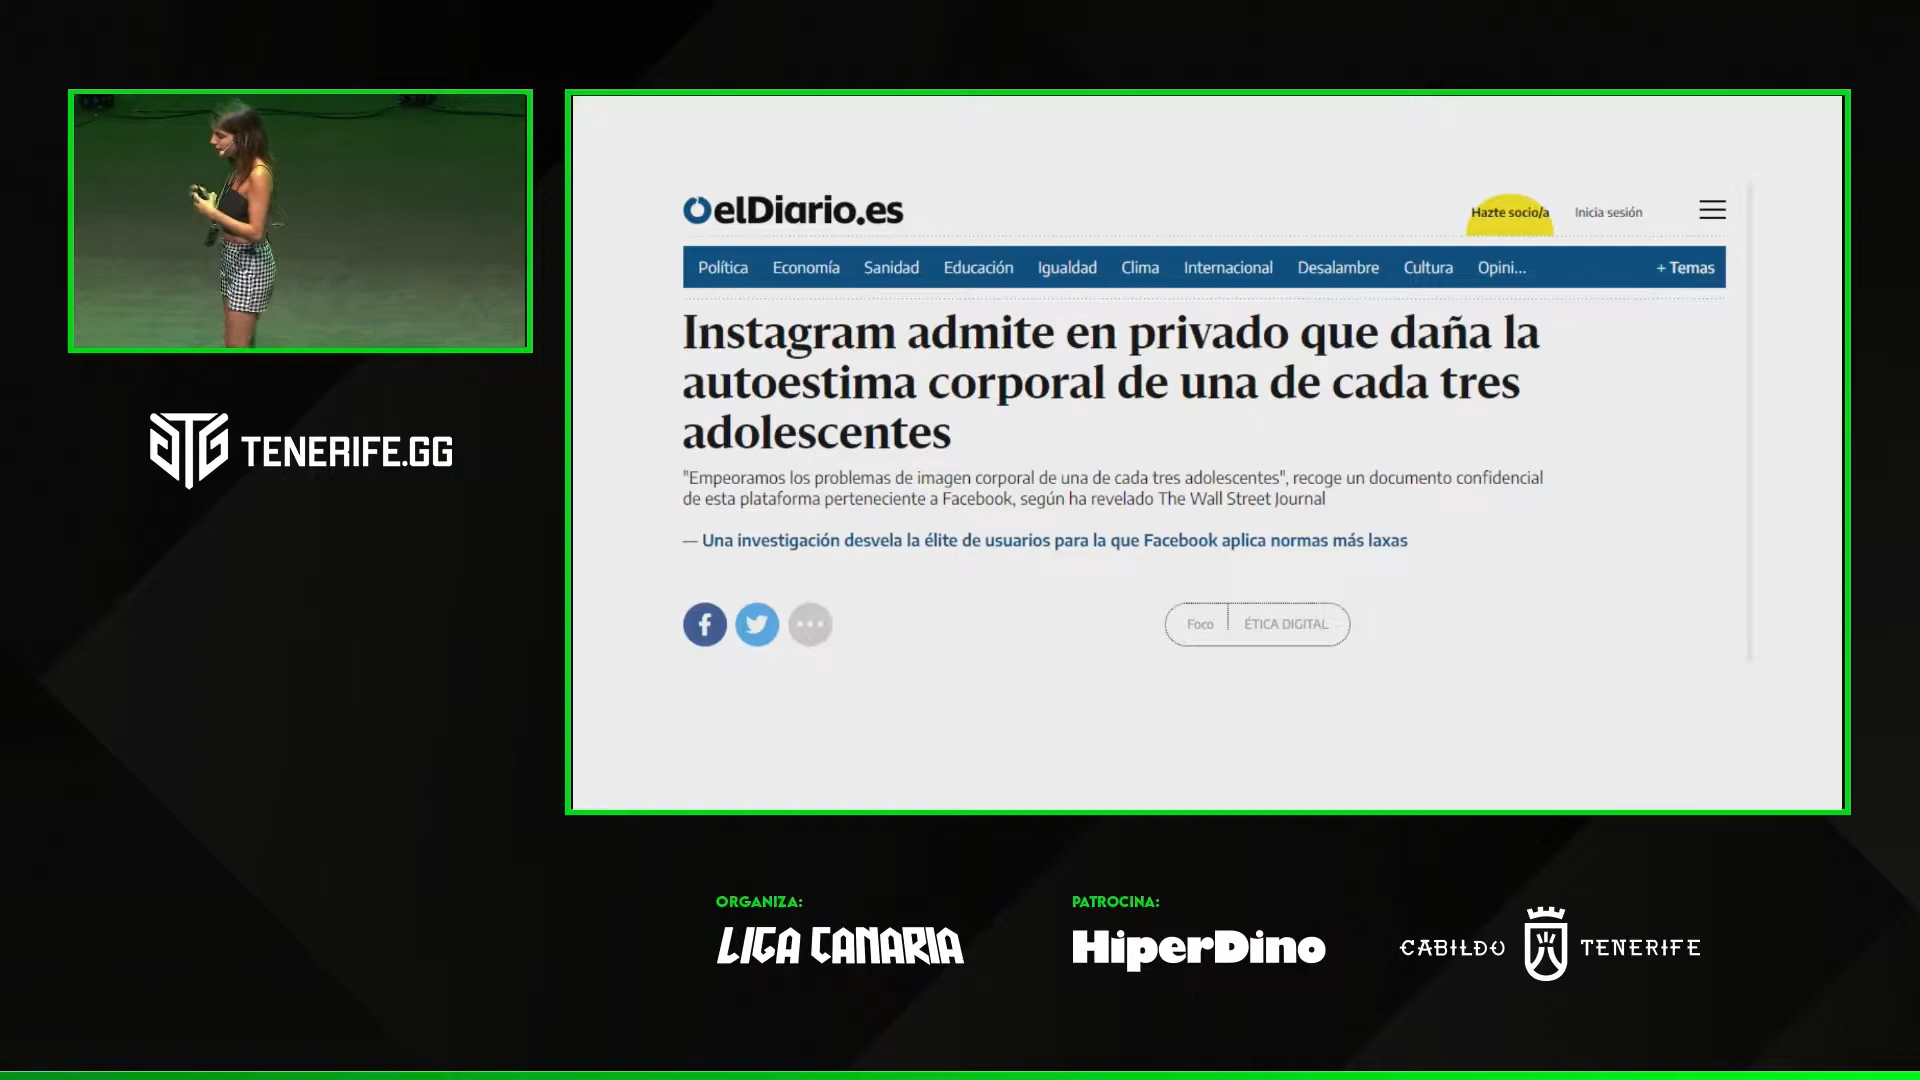 TENERIFE.GG
elDiario.es
Hazte socio/a
Inicia sesión
Política Economía Sanidad Educación Igualdad Clima Internacional Desalambre Cultura Opini... + Temas
Instagram admite en privado que daña la
autoestima corporal de una de cada tres
adolescentes
"Empeoramos los problemas de imagen corporal de una de cada tres adolescentes", recoge un documento confidencial
de esta plataforma perteneciente a Facebook, según ha revelado The Wall Street Journal
— Una investigación desvela la élite de usuarios para la que Facebook aplica normas más laxas
Foco ÉTICA DIGITAL
ORGANIZA:
LIGA CANARIA
PATROCINA:
HiperDino
CABILDO TENERIFE